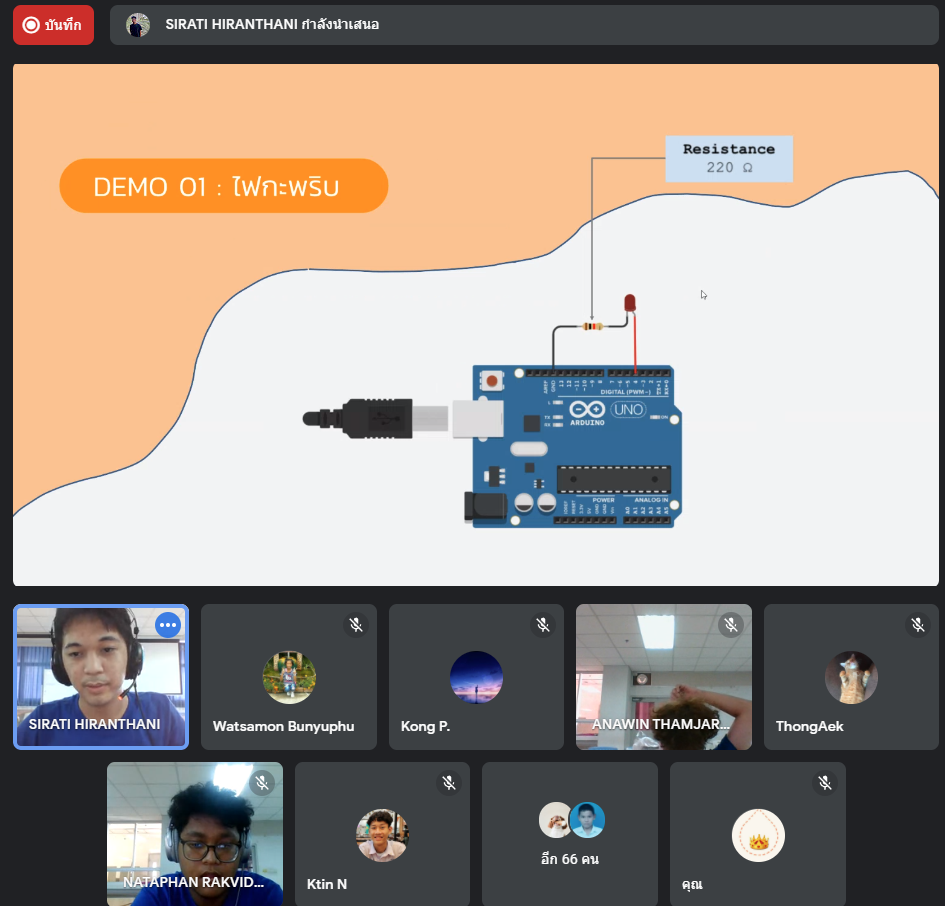 บันทึก
SIRATI HIRANTHANI กำลังนำเสนอ
DEMO 01 : ไฟกะพริบ
Resistance
220 Ω
DIGITAL (PWM~)
UNO
ARDUINO
POWER
ANALOG IN
SIRATI HIRANTHANI
Watsamon Bunyuphu
Kong P.
ANAWIN THAMJAR...
ThongAek
NATAPHAN RAKVID...
Ktin N
อีก 66 คน
คุณ